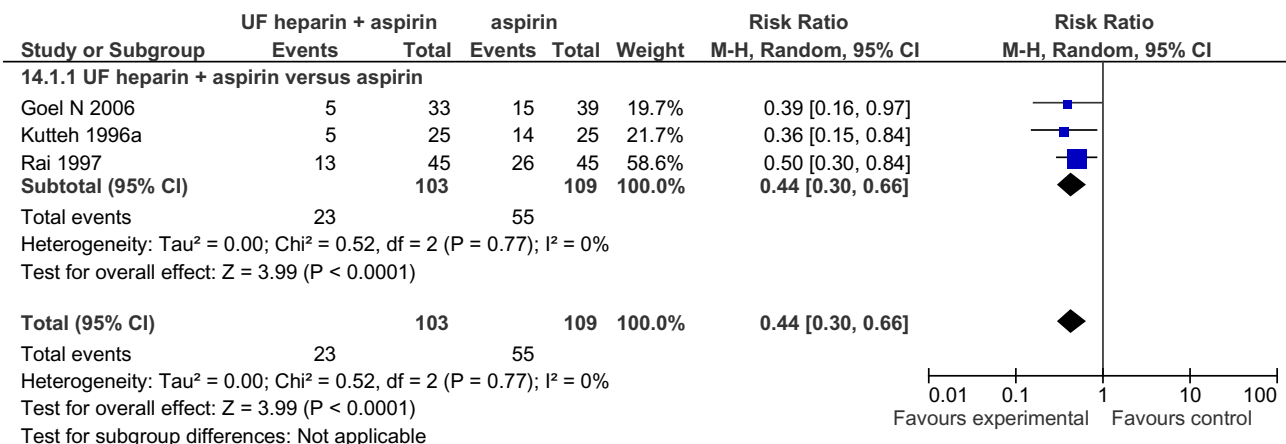 UF heparin + aspirin aspirin Risk Ratio Risk Ratio
Study or Subgroup Events Total Events Total Weight M-H, Random, 95% CI M-H, Random, 95% CI
14.1.1 UF heparin + aspirin versus aspirin
Goel N 2006 5 33 15 39 19.7% 0.39 [0.16, 0.97]
Kutteh 1996a 5 25 14 25 21.7% 0.36 [0.15, 0.84]
Rai 1997 13 45 26 45 58.6% 0.50 [0.30, 0.84]
Subtotal (95% CI) 103 109 100.0% 0.44 [0.30, 0.66]
Total events 23 55
Heterogeneity: Tau² = 0.00; Chi² = 0.52, df = 2 (P = 0.77); I² = 0%
Test for overall effect: Z = 3.99 (P < 0.0001)
Total (95% CI) 103 109 100.0% 0.44 [0.30, 0.66]
Total events 23 55
Heterogeneity: Tau² = 0.00; Chi² = 0.52, df = 2 (P = 0.77); I² = 0%
Test for overall effect: Z = 3.99 (P < 0.0001)
Test for subgroup differences: Not applicable
0.01 0.1 1 10 100
Favours experimental Favours control